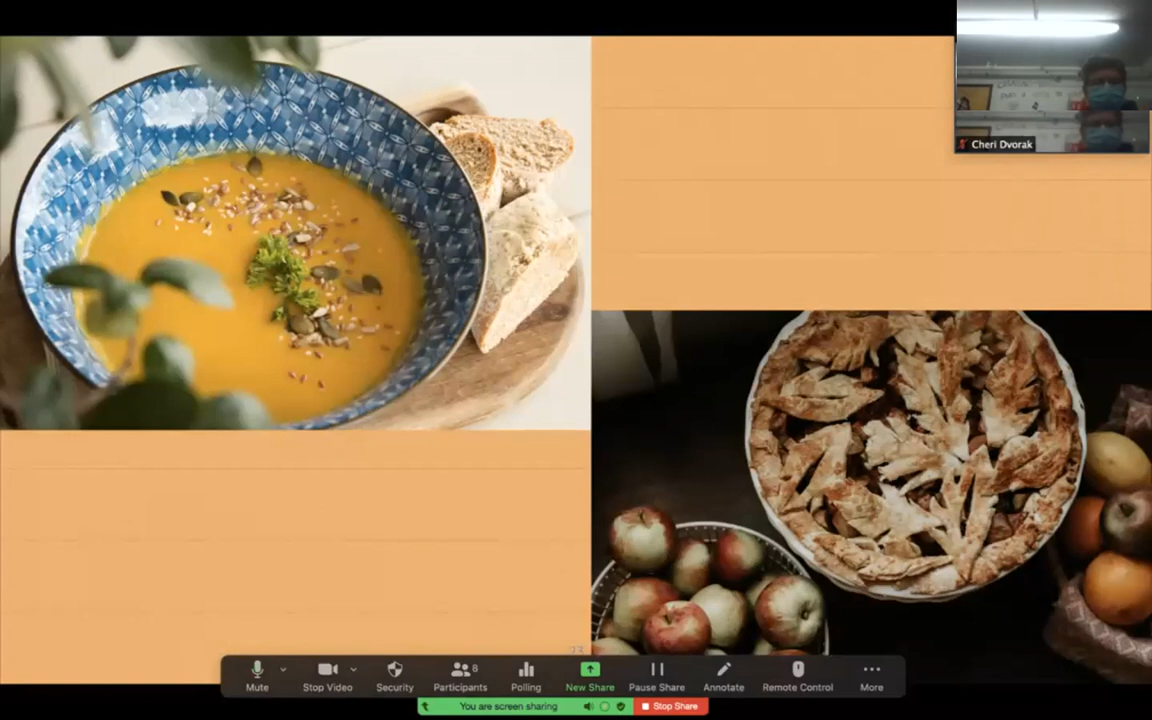 Cheri Dvorak
23
8
Mute
Stop Video
Security
Participants
Polling
New Share
Pause Share
Annotate
Remote Control
More
You are screen sharing
Stop Share